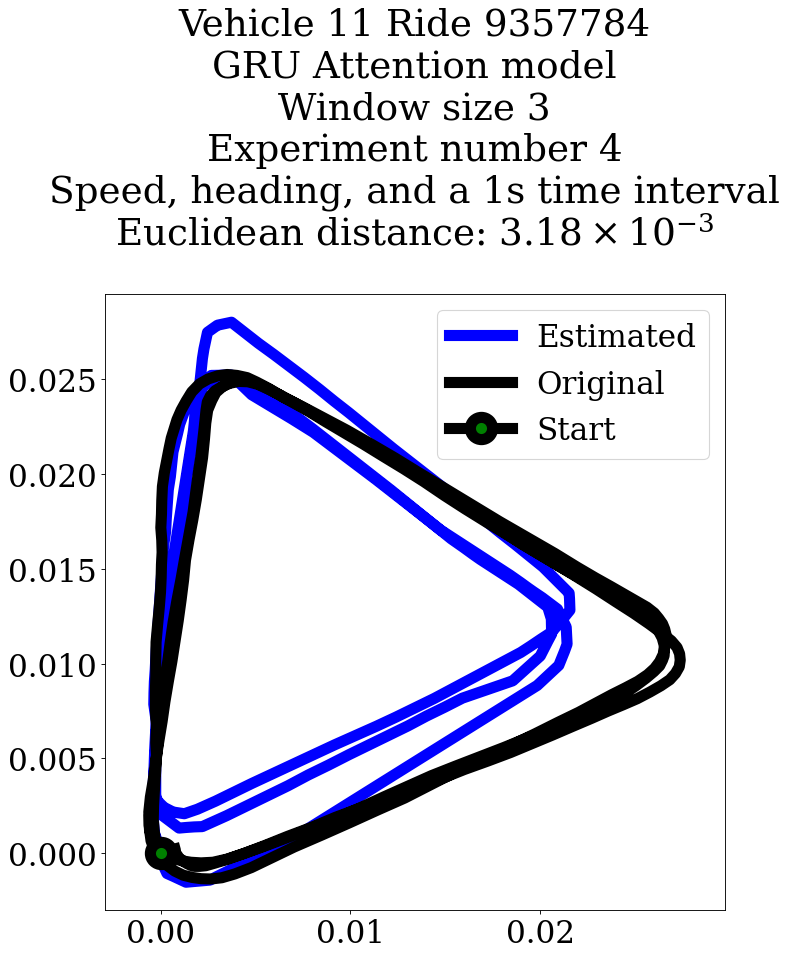 Vehicle 11 Ride 9357784
GRU Attention model
Window size 3
Experiment number 4
Speed, heading, and a 1s time interval
Euclidean distance: 3.18 × 10⁻³
Estimated
Original
Start
0.025
0.020
0.015
0.010
0.005
0.000
0.00 0.01 0.02